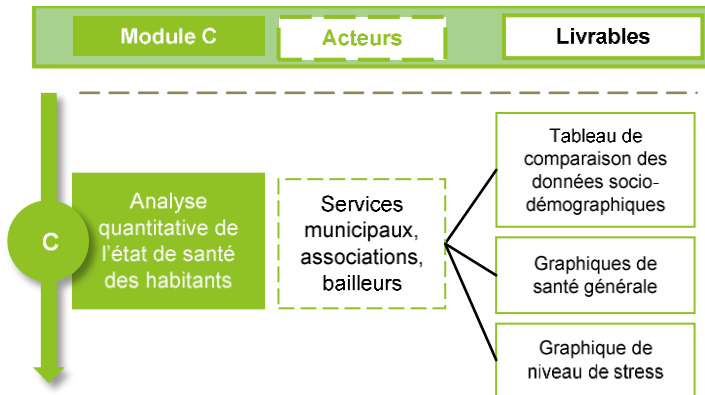 Module C
Acteurs
Livrables
C
Analyse
quantitative de
l'état de santé
des habitants
Services
municipaux,
associations,
bailleurs
Tableau de
comparaison des
données socio-
démographiques
Graphiques de
santé générale
Graphique de
niveau de stress